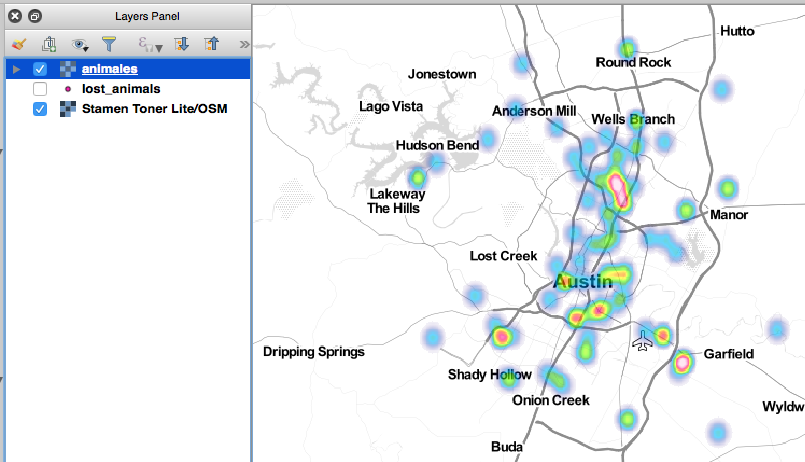 Layers Panel
animales
lost_animals
Stamen Toner Lite/OSM
Hutto
Round Rock
Jonestown
Lago Vista
Anderson Mill
Wells Branch
Hudson Bend
Lakeway
The Hills
Manor
Lost Creek
Austin
Dripping Springs
Garfield
Shady Hollow
Onion Creek
Wyldw
Buda